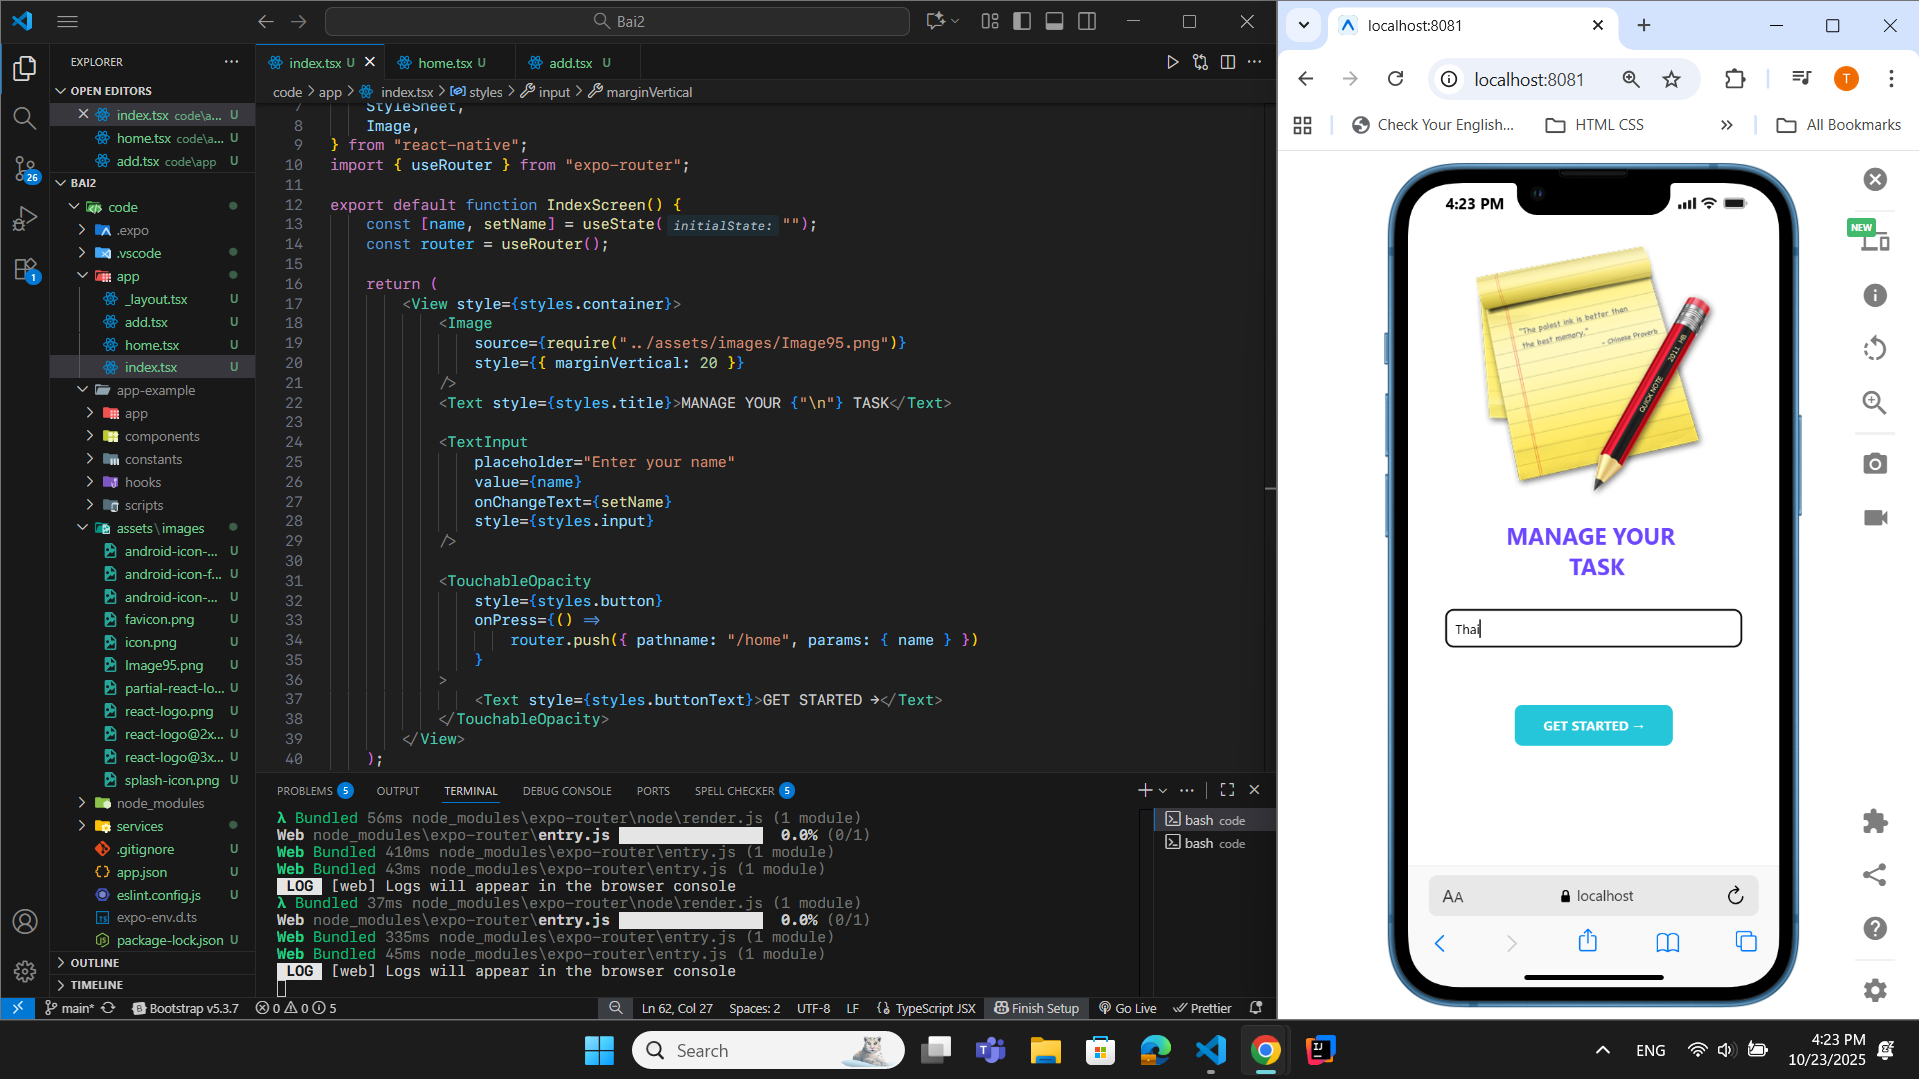 Bai2
EXPLORER
OPEN EDITORS
index.tsx code\a... U
home.tsx code\a... U
add.tsx code\app U
BAI2
code
.expo
.vscode
app
_layout.tsx U
add.tsx U
home.tsx U
index.tsx U
app-example
app
components
constants
hooks
scripts
assets\images
android-icon-... U
android-icon-f... U
android-icon-... U
favicon.png U
icon.png U
Image95.png U
partial-react-lo... U
react-logo.png U
react-logo@2x... U
react-logo@3x... U
splash-icon.png U
node_modules
services
.gitignore U
app.json U
eslint.config.js U
expo-env.d.ts
package-lock.json U
OUTLINE
TIMELINE
26
1
index.tsx U
home.tsx U
add.tsx U
code > app > index.tsx > styles > input > marginVertical
7 StyleSheet,
8 Image,
9 } from "react-native";
10 import { useRouter } from "expo-router";
11
12 export default function IndexScreen() {
13 const [name, setName] = useState( initialState: "");
14 const router = useRouter();
15
16 return (
17 <View style={styles.container}>
18 <Image
19 source={require("../assets/images/Image95.png")}
20 style={{ marginVertical: 20 }}
21 />
22 <Text style={styles.title}>MANAGE YOUR {"\n"} TASK</Text>
23
24 <TextInput
25 placeholder="Enter your name"
26 value={name}
27 onChangeText={setName}
28 style={styles.input}
29 />
30
31 <TouchableOpacity
32 style={styles.button}
33 onPress={() =>
34 router.push({ pathname: "/home", params: { name } })
35 }
36 >
37 <Text style={styles.buttonText}>GET STARTED →</Text>
38 </TouchableOpacity>
39 </View>
40 );
PROBLEMS 5 OUTPUT TERMINAL DEBUG CONSOLE PORTS SPELL CHECKER 5
λ Bundled 56ms node_modules\expo-router\node\render.js (1 module)
Web node_modules\expo-router\entry.js 0.0% (0/1)
Web Bundled 410ms node_modules\expo-router\entry.js (1 module)
Web Bundled 43ms node_modules\expo-router\entry.js (1 module)
LOG [web] Logs will appear in the browser console
λ Bundled 37ms node_modules\expo-router\node\render.js (1 module)
Web node_modules\expo-router\entry.js 0.0% (0/1)
Web Bundled 335ms node_modules\expo-router\entry.js (1 module)
Web Bundled 45ms node_modules\expo-router\entry.js (1 module)
LOG [web] Logs will appear in the browser console
bash code
bash code
main* Bootstrap v5.3.7 0 0 5
Ln 62, Col 27 Spaces: 2 UTF-8 LF {} TypeScript JSX Finish Setup Go Live Prettier
localhost:8081
localhost:8081
T
Check Your English... HTML CSS » All Bookmarks
4:23 PM
"The palest ink is better than
the best memory."
- Chinese Proverb
QUICK NOTE
2011 HB
MANAGE YOUR
TASK
Thai
GET STARTED →
AA localhost
NEW
Search
ENG
4:23 PM
10/23/2025